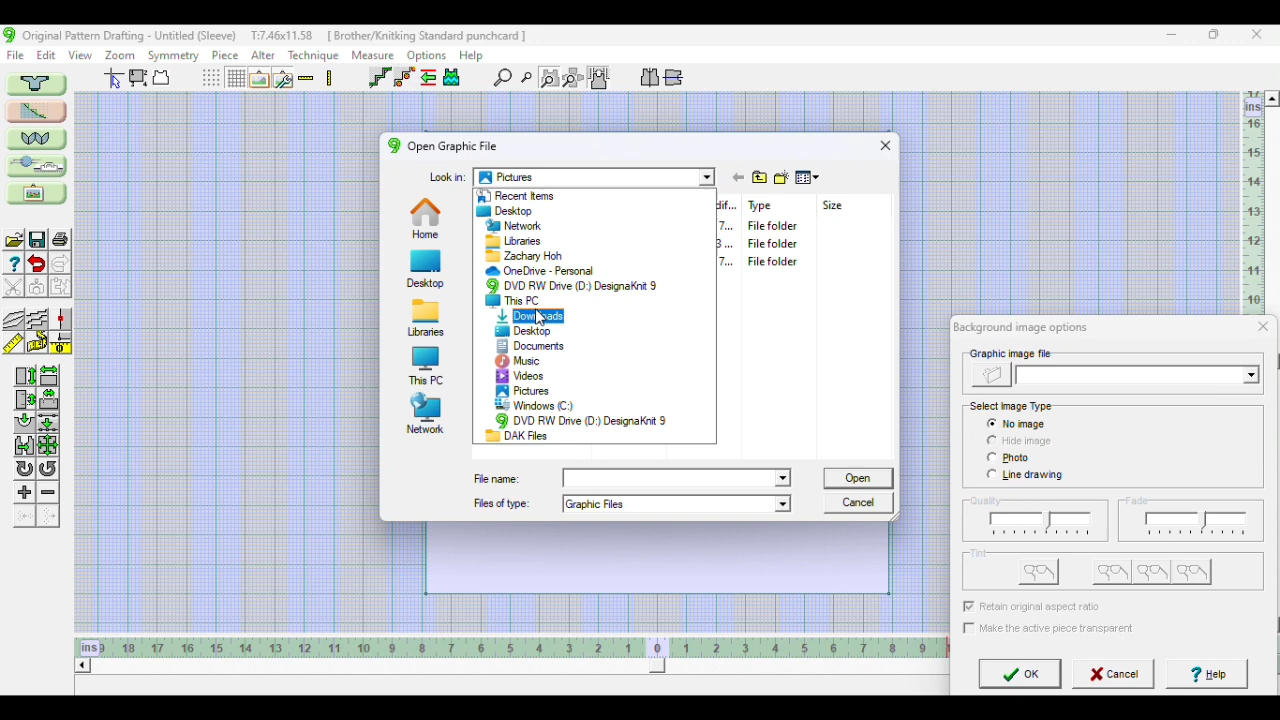 Original Pattern Drafting - Untitled (Sleeve) T:7.46x11.58 [ Brother/Knitking Standard punchcard ]
File Edit View Zoom Symmetry Piece Alter Technique Measure Options Help
Open Graphic File
Look in: Pictures
Recent Items
Desktop
Network
Libraries
Zachary Hoh
OneDrive - Personal
DVD RW Drive (D:) DesignaKnit 9
This PC
Downloads
Desktop
Documents
Music
Videos
Pictures
Windows (C:)
DVD RW Drive (D:) DesignaKnit 9
DAK Files
Home
Desktop
Libraries
This PC
Network
dif... Type Size
7... File folder
3 ... File folder
7... File folder
File name: Open
Files of type: Graphic Files Cancel
ins
16
15
14
13
12
11
10
Background image options
Graphic image file
Select Image Type
No image
Hide image
Photo
Line drawing
Quality Fade
Tint
Retain original aspect ratio
Make the active piece transparent
OK Cancel Help
ins 18 17 16 15 14 13 12 11 10 9 8 7 6 5 4 3 2 1 0 1 2 3 4 5 6 7 8 9